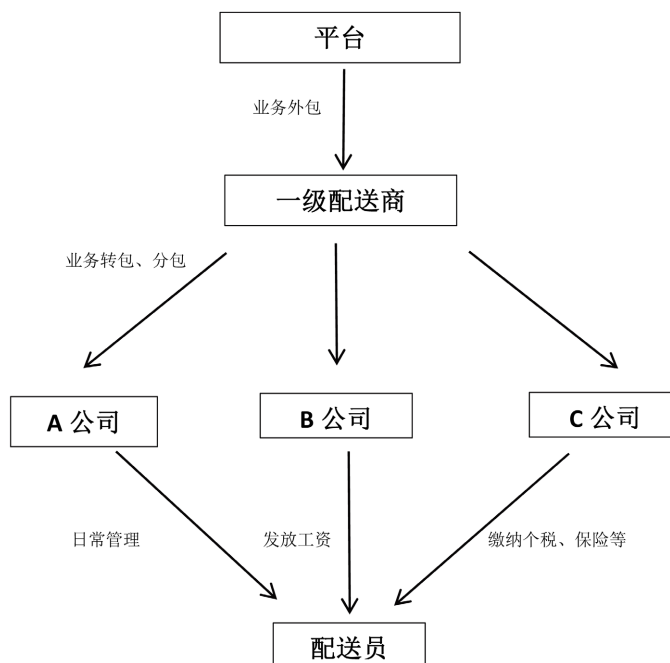 平台
业务外包
一级配送商
业务转包、分包
A 公司
B 公司
C 公司
日常管理
发放工资
缴纳个税、保险等
配送员